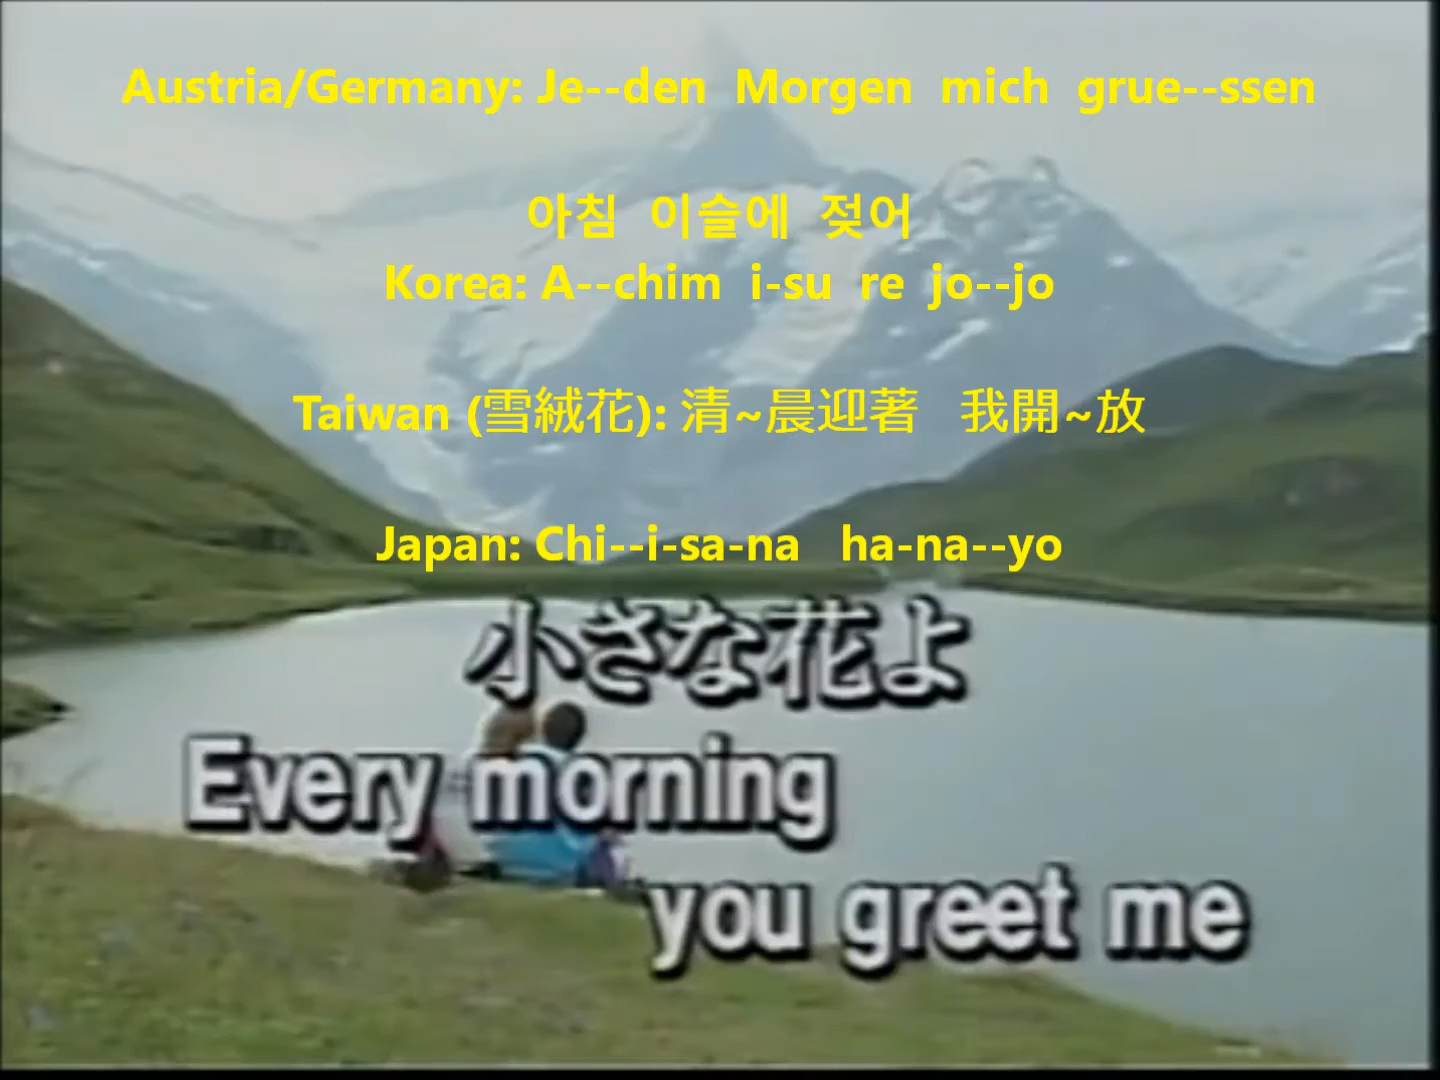 Austria/Germany: Je--den Morgen mich grue--ssen
아침 이슬에 젖어
Korea: A--chim i-su re jo--jo
Taiwan (雪絨花): 清~晨迎著 我開~放
Japan: Chi--i-sa-na ha-na--yo
小さな花よ
Every morning
you greet me